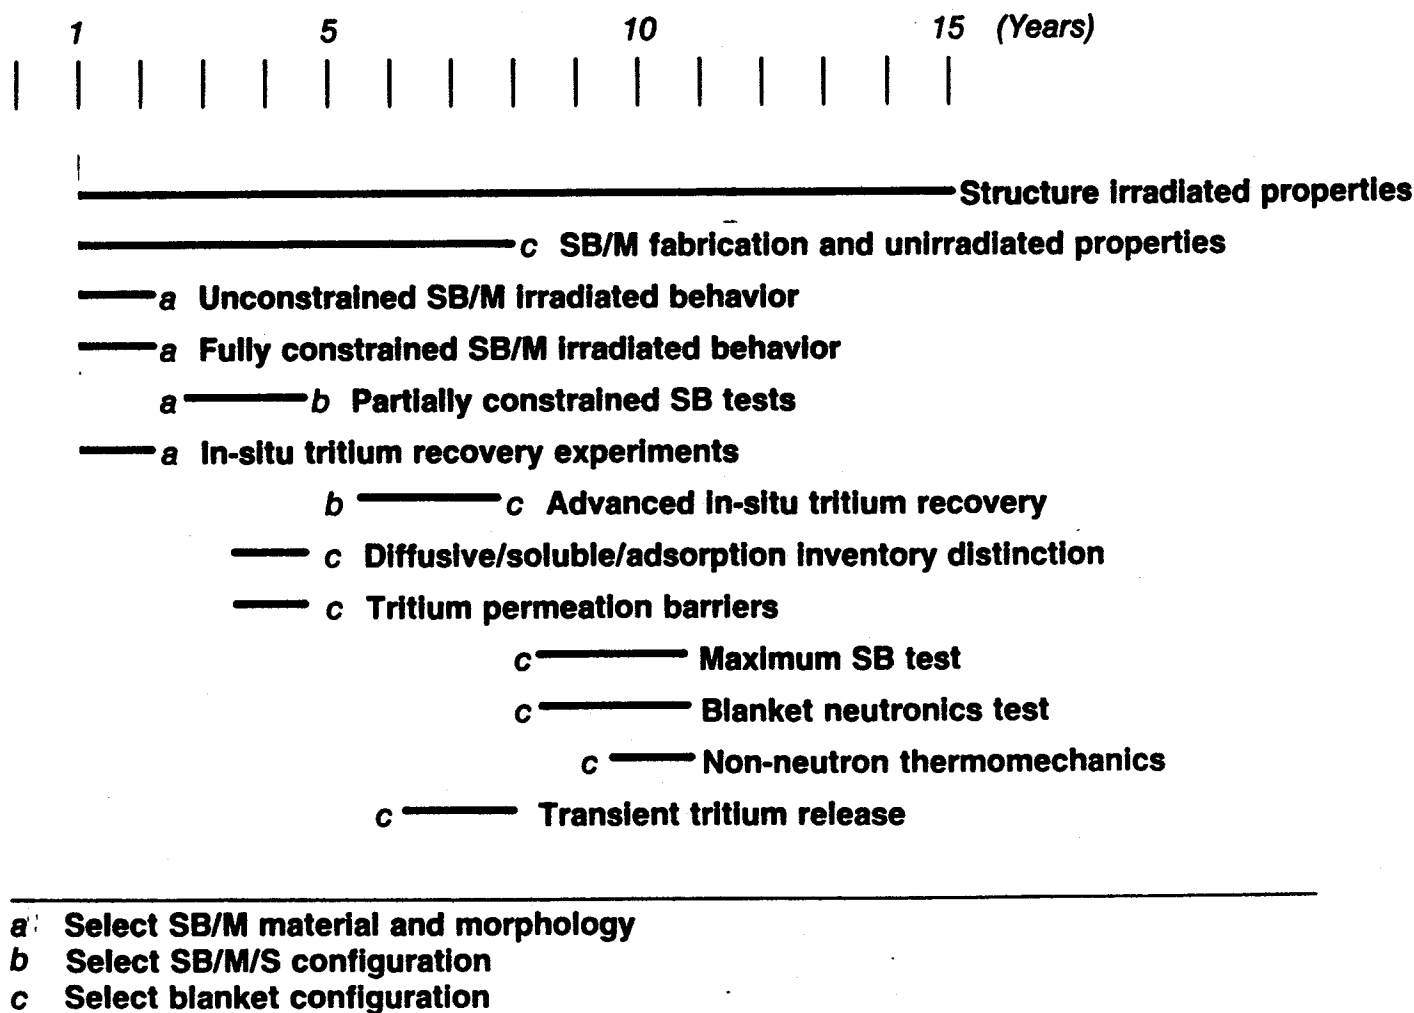 1 5 10 15 (Years)
Structure irradiated properties
c SB/M fabrication and unirradiated properties
a Unconstrained SB/M irradiated behavior
a Fully constrained SB/M irradiated behavior
a b Partially constrained SB tests
a In-situ tritium recovery experiments
b c Advanced in-situ tritium recovery
c Diffusive/soluble/adsorption inventory distinction
c Tritium permeation barriers
c Maximum SB test
c Blanket neutronics test
c Non-neutron thermomechanics
c Transient tritium release
a Select SB/M material and morphology
b Select SB/M/S configuration
c Select blanket configuration